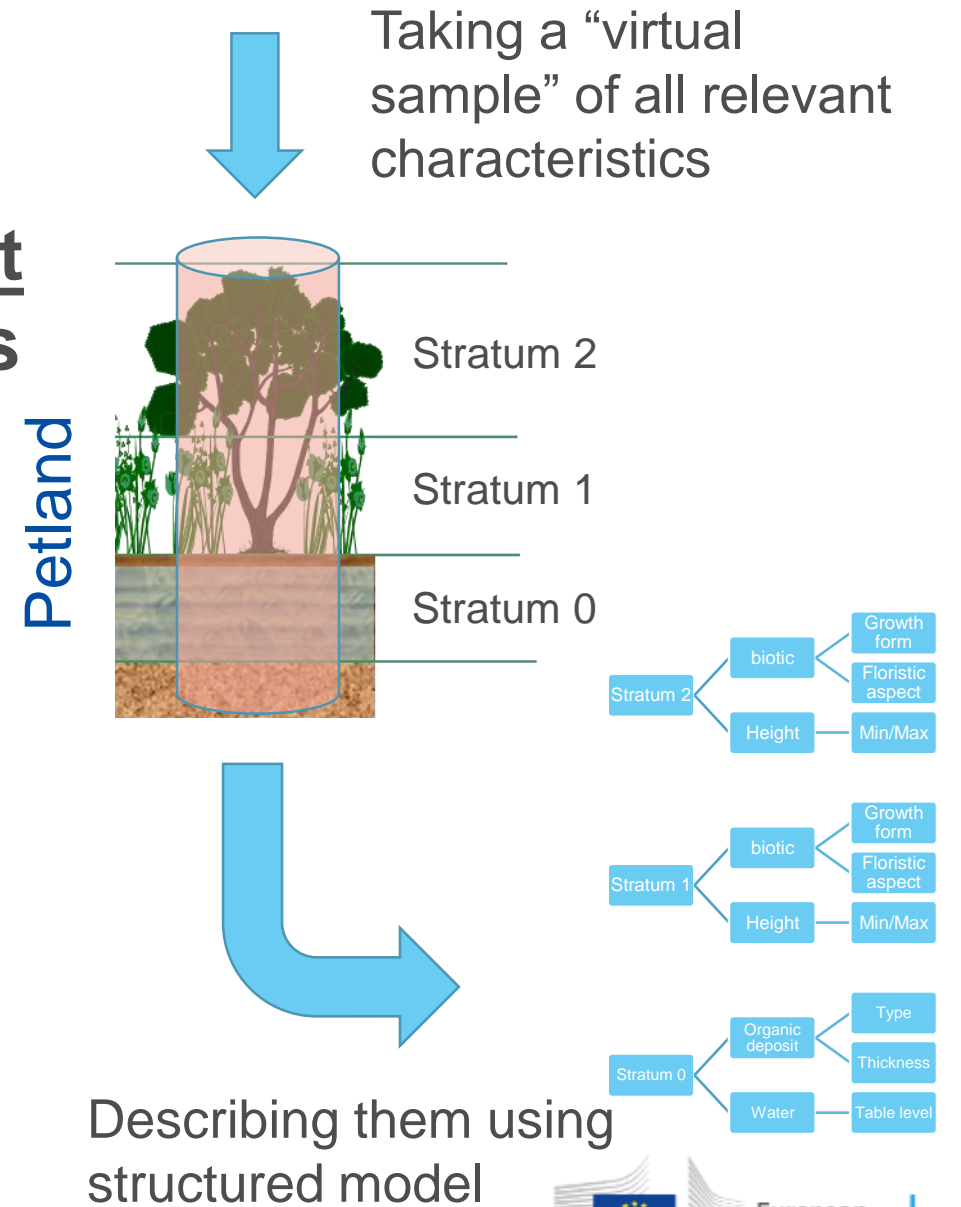 Taking a “virtual
sample” of all relevant
characteristics
Petland
Stratum 2
Stratum 1
Stratum 0
Stratum 2
biotic
Growth
form
Floristic
aspect
Height
Min/Max
Stratum 1
biotic
Growth
form
Floristic
aspect
Height
Min/Max
Stratum 0
Organic
deposit
Type
Thickness
Water
Table level
Describing them using
structured model